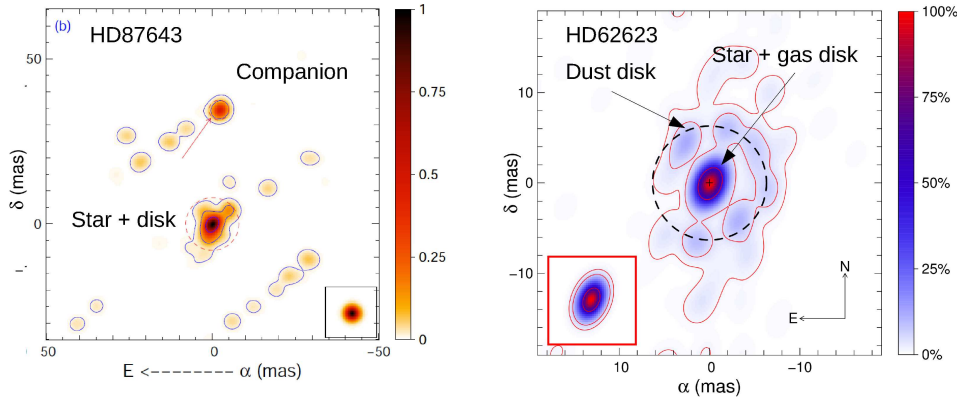 (b)
HD87643
Companion
Star + disk
50
0
δ (mas)
50
0
-50
E <-------- α (mas)
1
0.75
0.5
0.25
0
HD62623
Star + gas disk
Dust disk
10
0
-10
δ (mas)
10
0
-10
α (mas)
N
E
100%
75%
50%
25%
0%